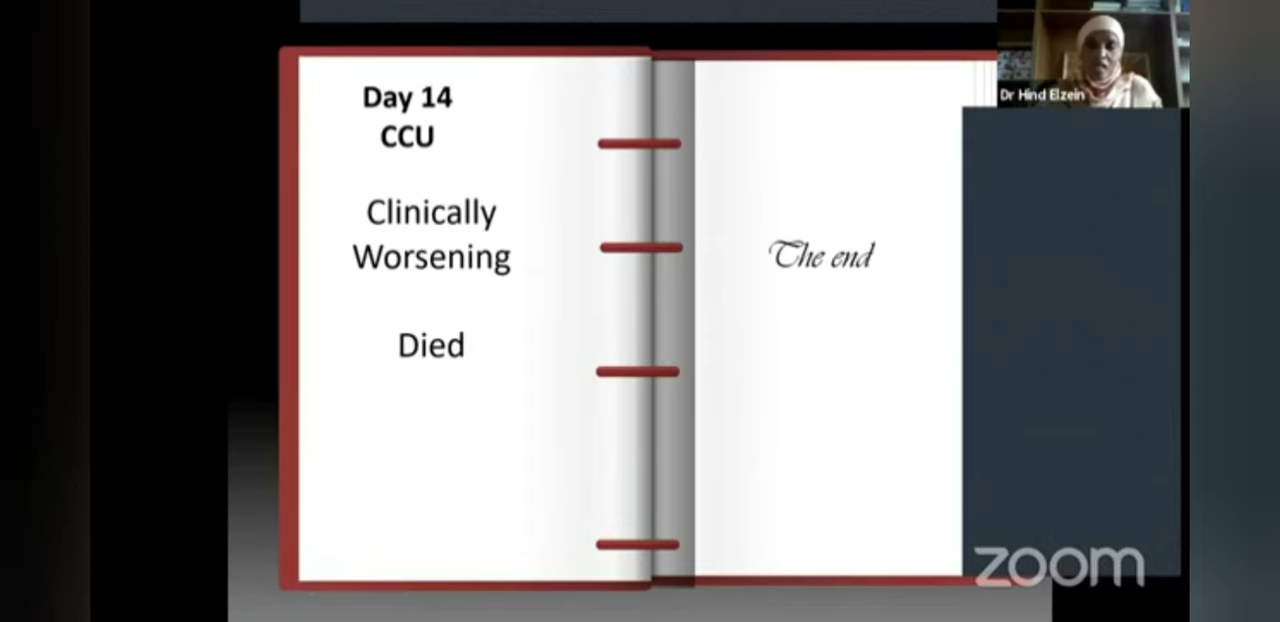 Day 14
CCU
Clinically
Worsening
Died
The end
Dr Hind Elzein
zoom